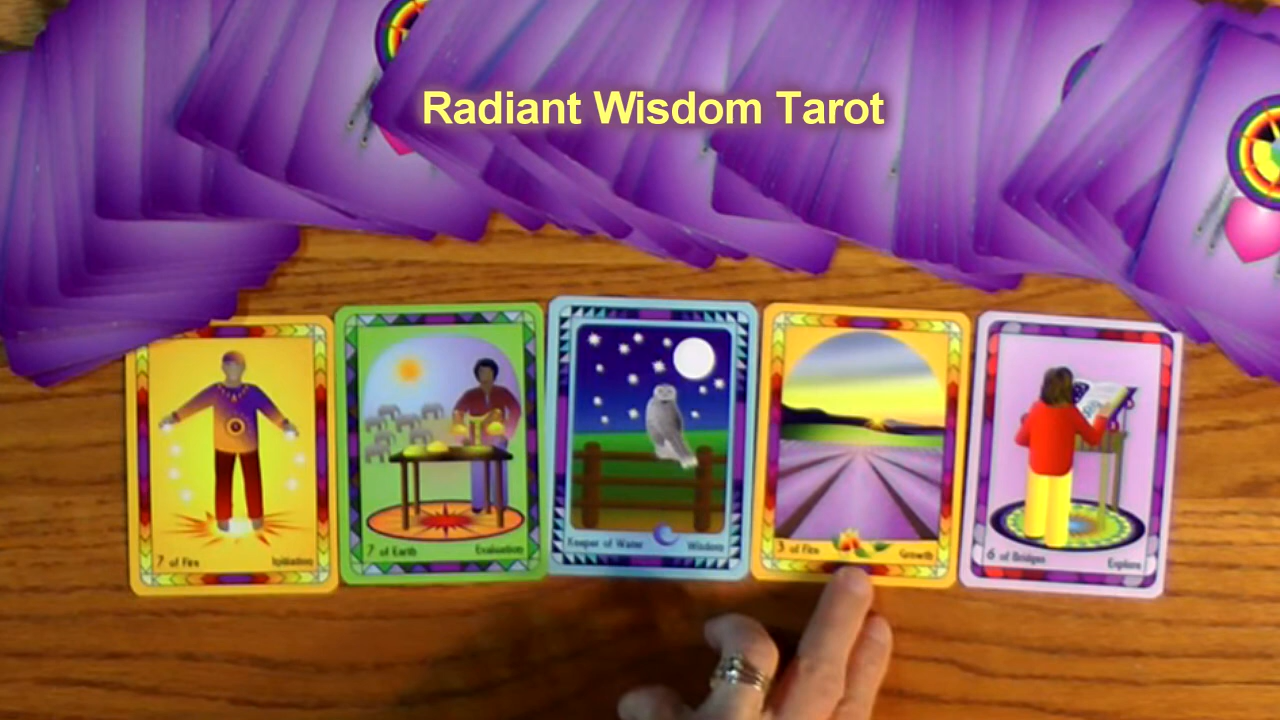 Radiant Wisdom Tarot
7 of Fire
Initiation
7 of Earth
Evaluation
Keeper of Water
Wisdom
3 of Fire
Growth
6 of Bridges
Explore